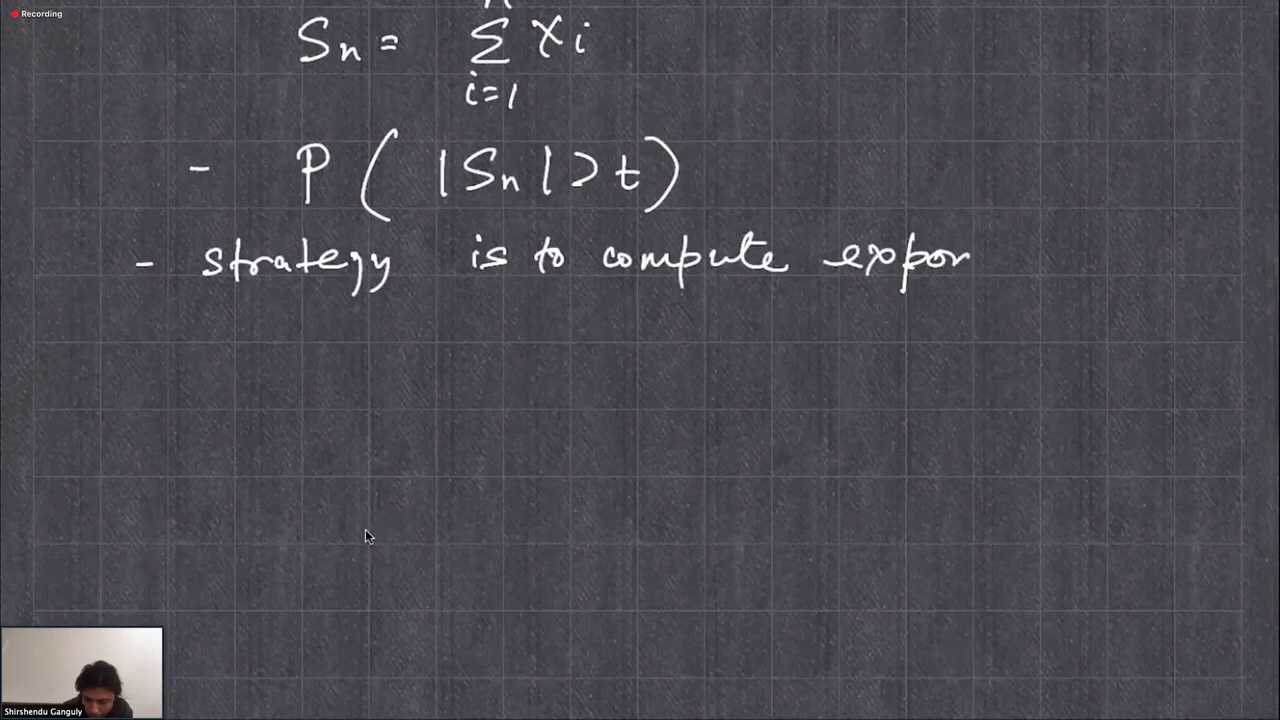 Recording
Sn = Σ Xi
i=1
- P ( |Sn| > t )
- strategy is to compute expon
Shirshendu Ganguly